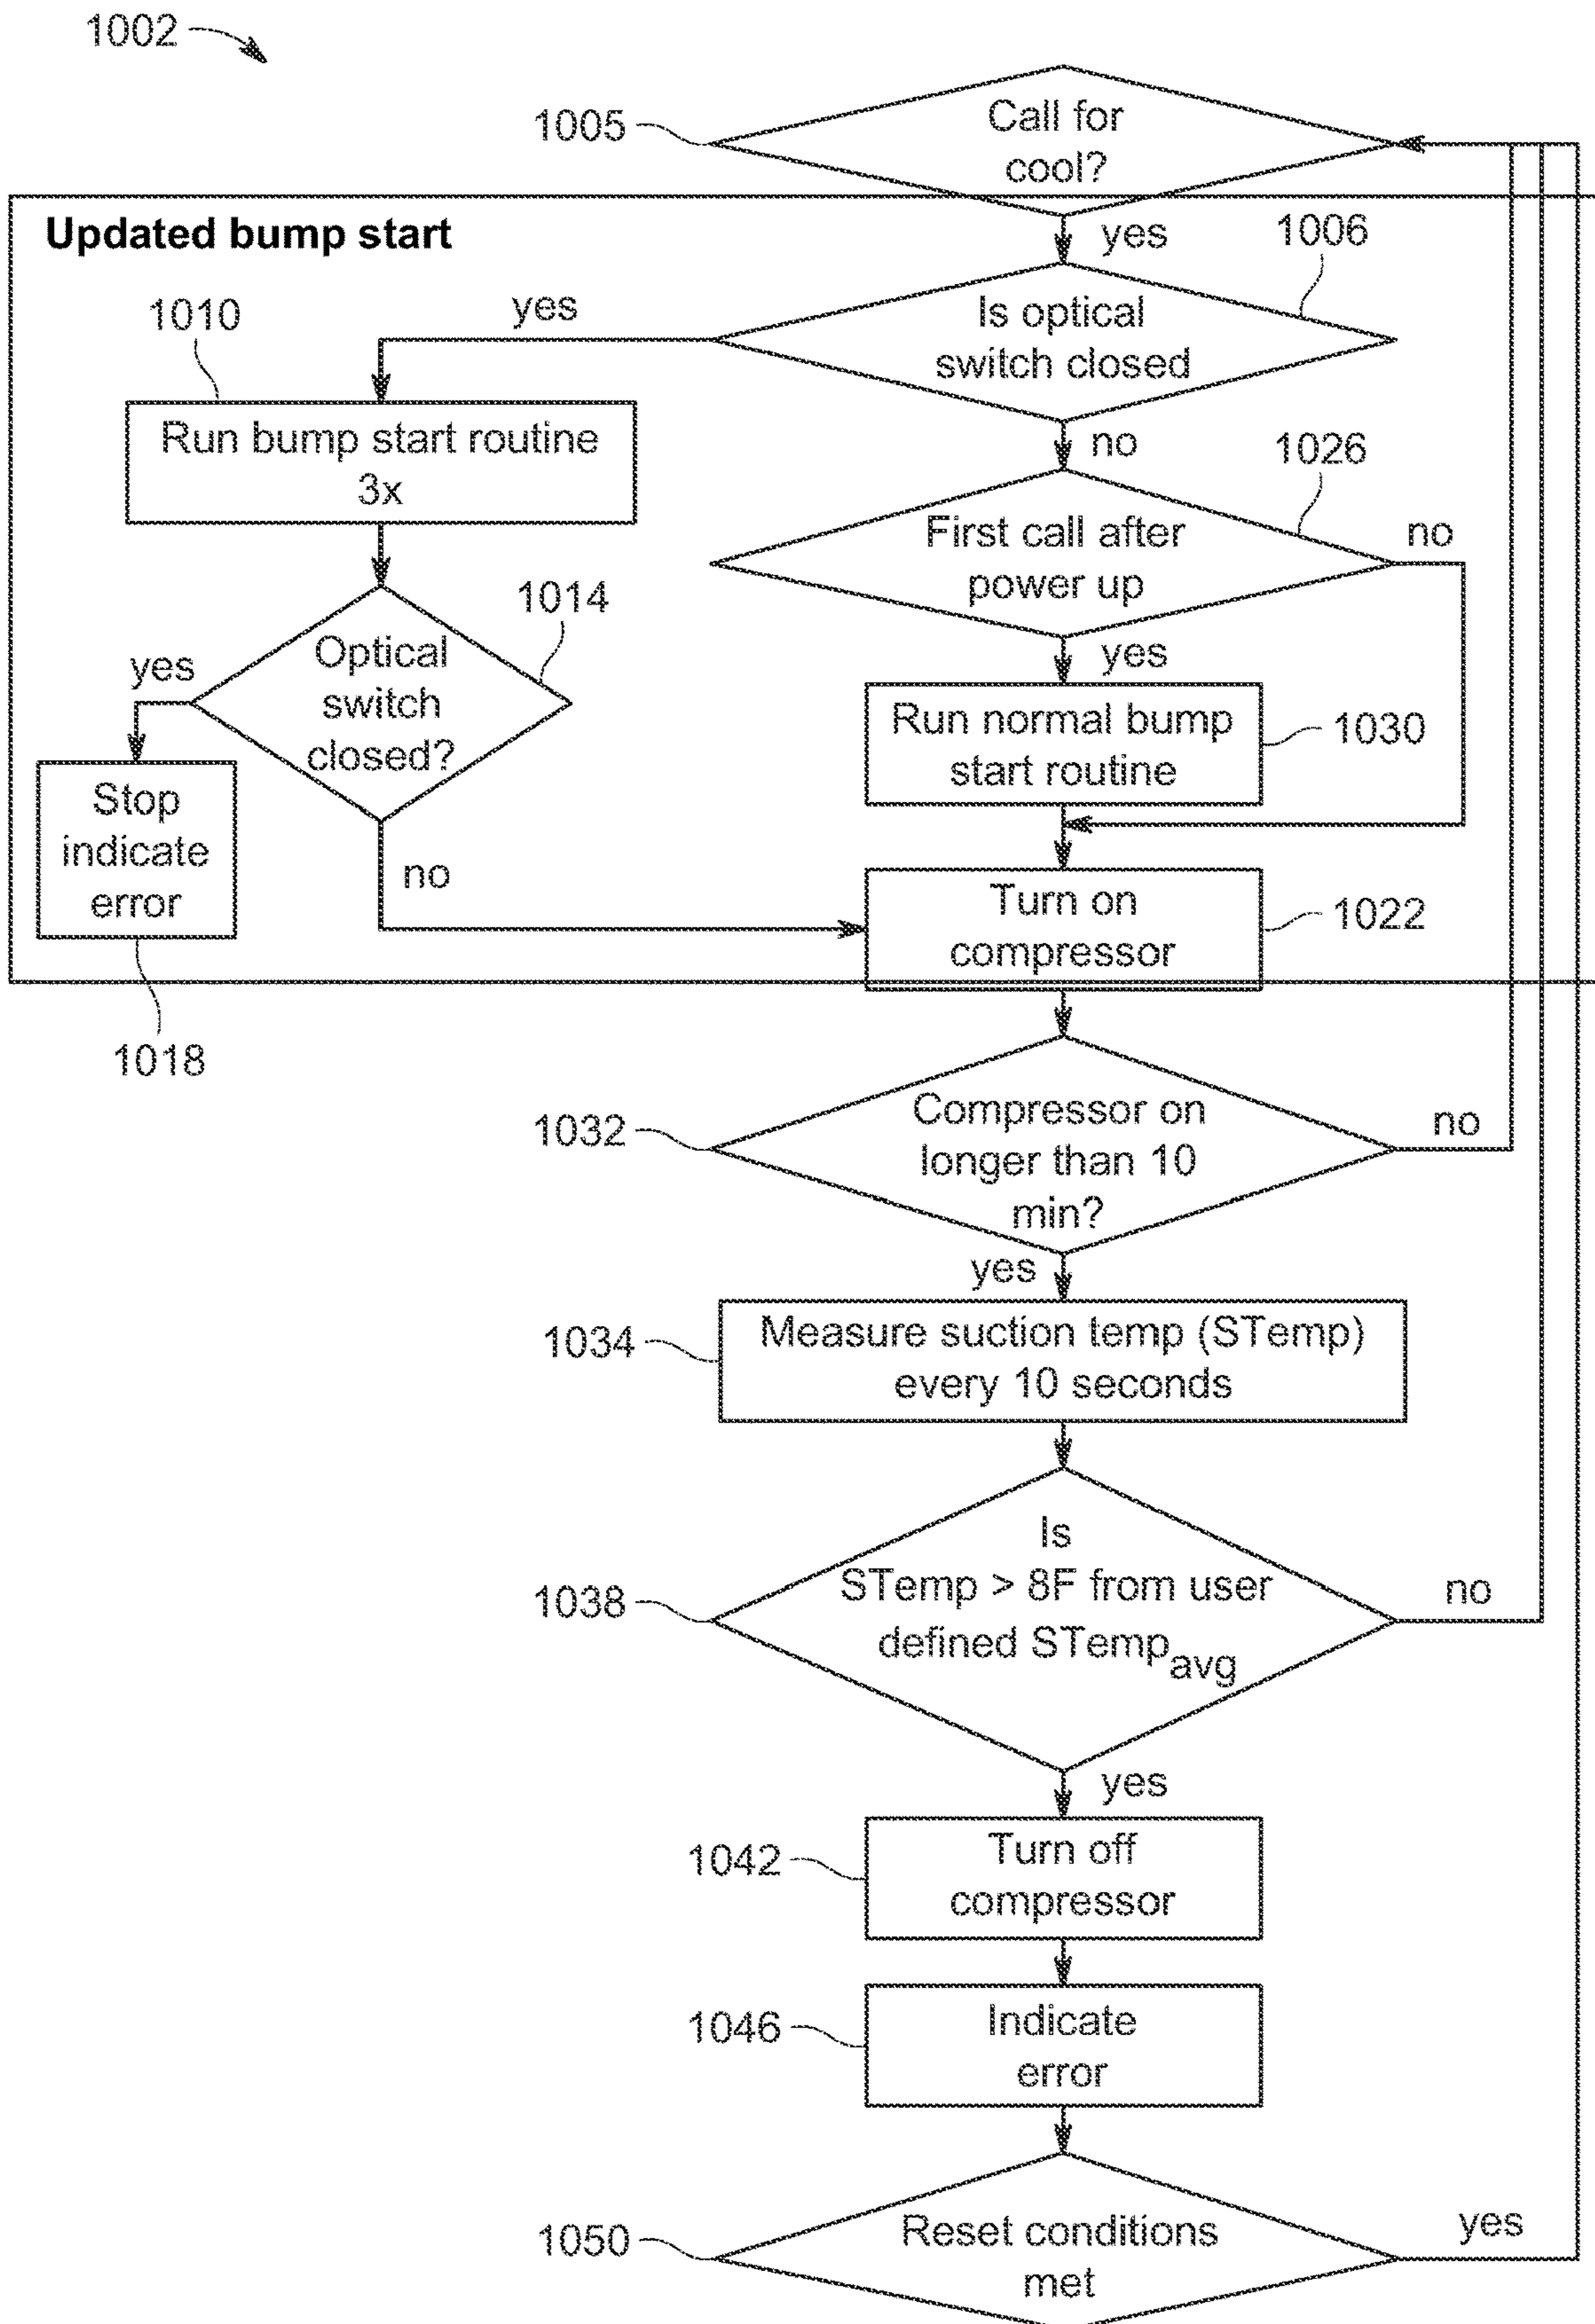 1002
1005
Call for
cool?
Updated bump start
yes
1006
Is optical
switch closed
yes
1010
Run bump start routine
3x
no
1026
First call after
power up
no
1014
Optical
switch
closed?
yes
yes
Run normal bump
start routine
1030
Stop
indicate
error
no
Turn on
compressor
1022
1018
1032
Compressor on
longer than 10
min?
no
yes
1034
Measure suction temp (STemp)
every 10 seconds
1038
Is
STemp > 8F from user
defined STempavg
no
yes
1042
Turn off
compressor
1046
Indicate
error
1050
Reset conditions
met
yes